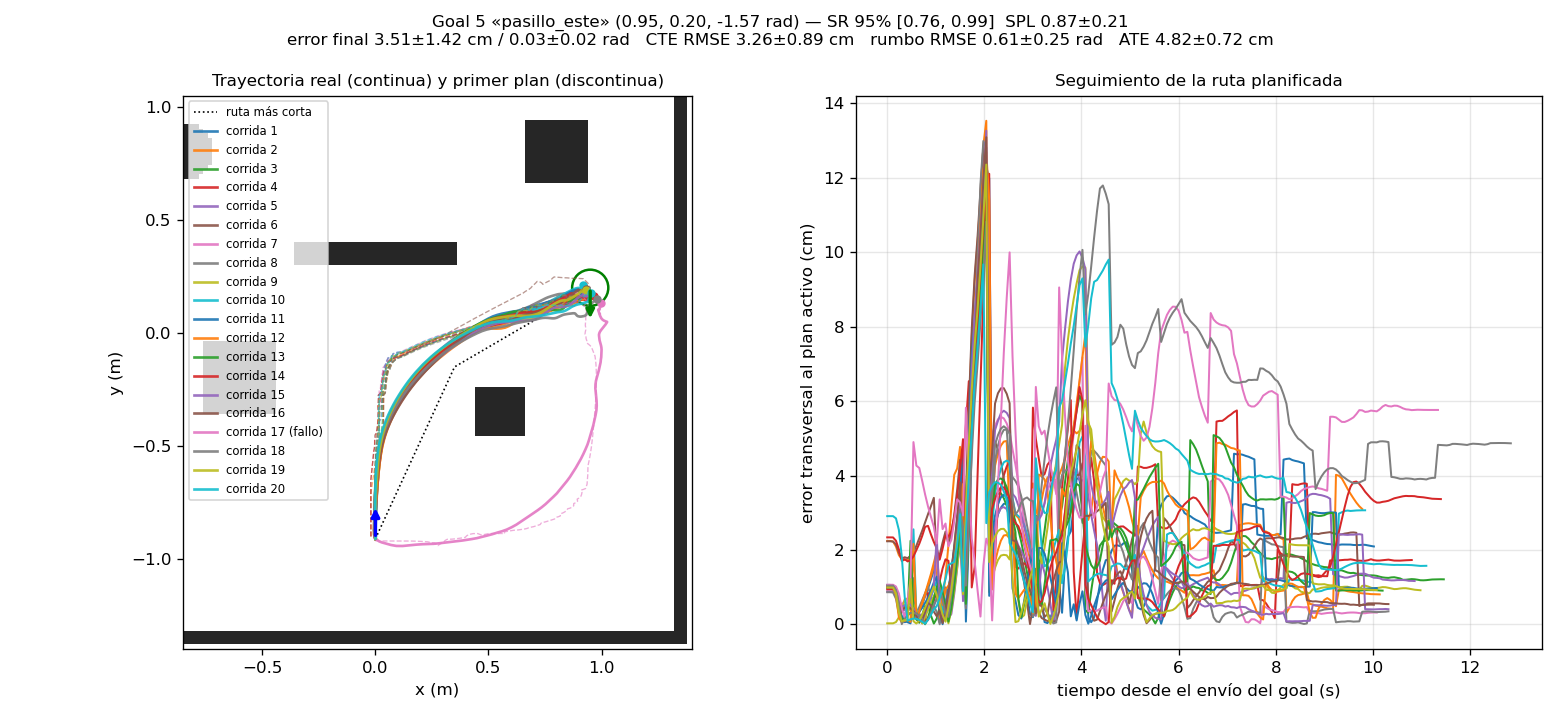 Goal 5 «pasillo_este» (0.95, 0.20, -1.57 rad) — SR 95% [0.76, 0.99]  SPL 0.87±0.21
error final 3.51±1.42 cm / 0.03±0.02 rad   CTE RMSE 3.26±0.89 cm   rumbo RMSE 0.61±0.25 rad   ATE 4.82±0.72 cm
Trayectoria real (continua) y primer plan (discontinua)
1.0
0.5
0.0
−0.5
−1.0
y (m)
ruta más corta
corrida 1
corrida 2
corrida 3
corrida 4
corrida 5
corrida 6
corrida 7
corrida 8
corrida 9
corrida 10
corrida 11
corrida 12
corrida 13
corrida 14
corrida 15
corrida 16
corrida 17 (fallo)
corrida 18
corrida 19
corrida 20
−0.5
0.0
0.5
1.0
x (m)
Seguimiento de la ruta planificada
14
12
10
8
6
4
2
0
error transversal al plan activo (cm)
0
2
4
6
8
10
12
tiempo desde el envío del goal (s)